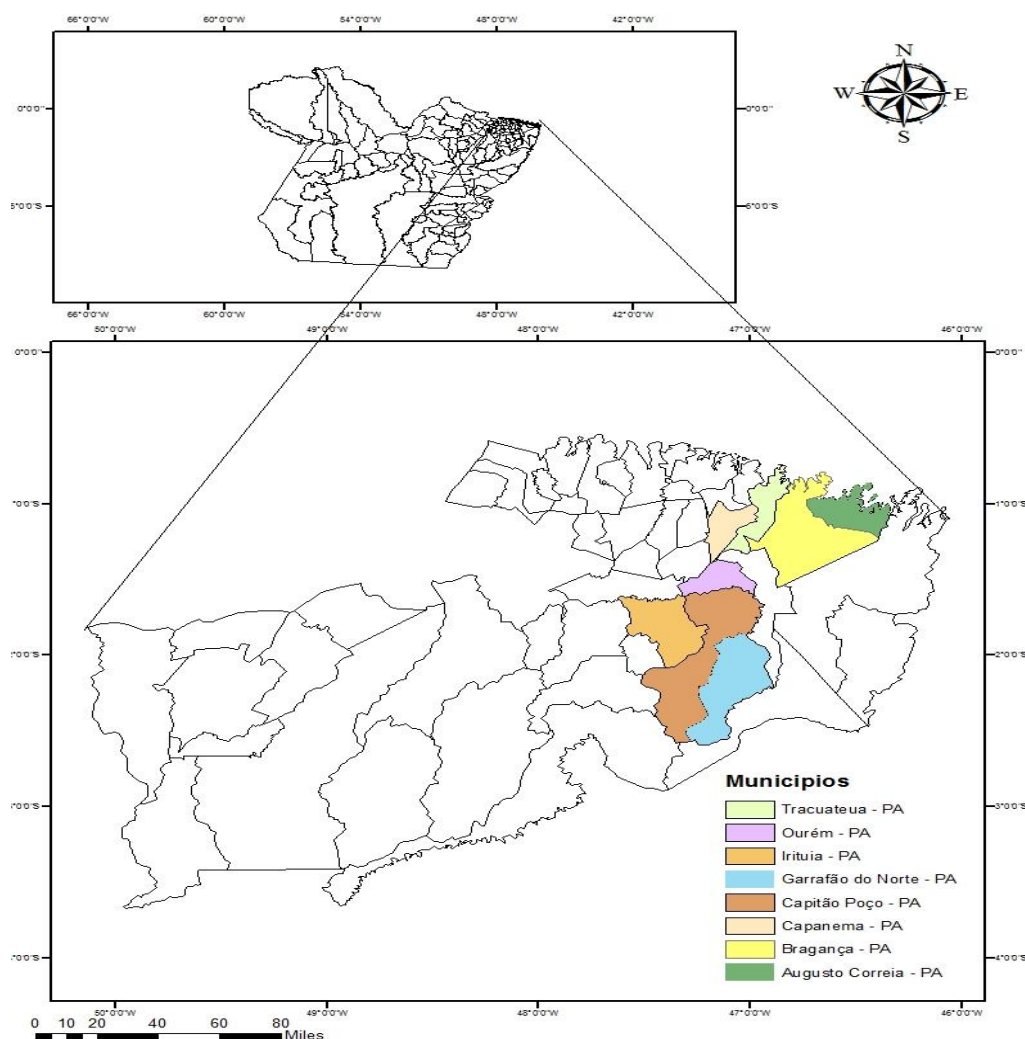 66°0'0"W 60°0'0"W 54°0'0"W 48°0'0"W 42°0'0"W
N
W E
S
0°0'0" 0°0'0"
5°0'0"S 5°0'0"S
66°0'0"W 60°0'0"W 54°0'0"W 48°0'0"W 42°0'0"W
50°0'0"W 49°0'0"W 48°0'0"W 47°0'0"W 46°0'0"W
0°0'0" 0°0'0"S
1°0'0"S 1°0'0"S
2°0'0"S 2°0'0"S
Municipios
3°0'0"S
Tracuateua - PA
Ourém - PA
Irituia - PA
Garrafão do Norte - PA
Capitão Poço - PA
Capanema - PA
Bragança - PA
4°0'0"S
Augusto Correia - PA
50°0'0"W 49°0'0"W 48°0'0"W 47°0'0"W 46°0'0"W
0 10 20 40 60 80
Miles